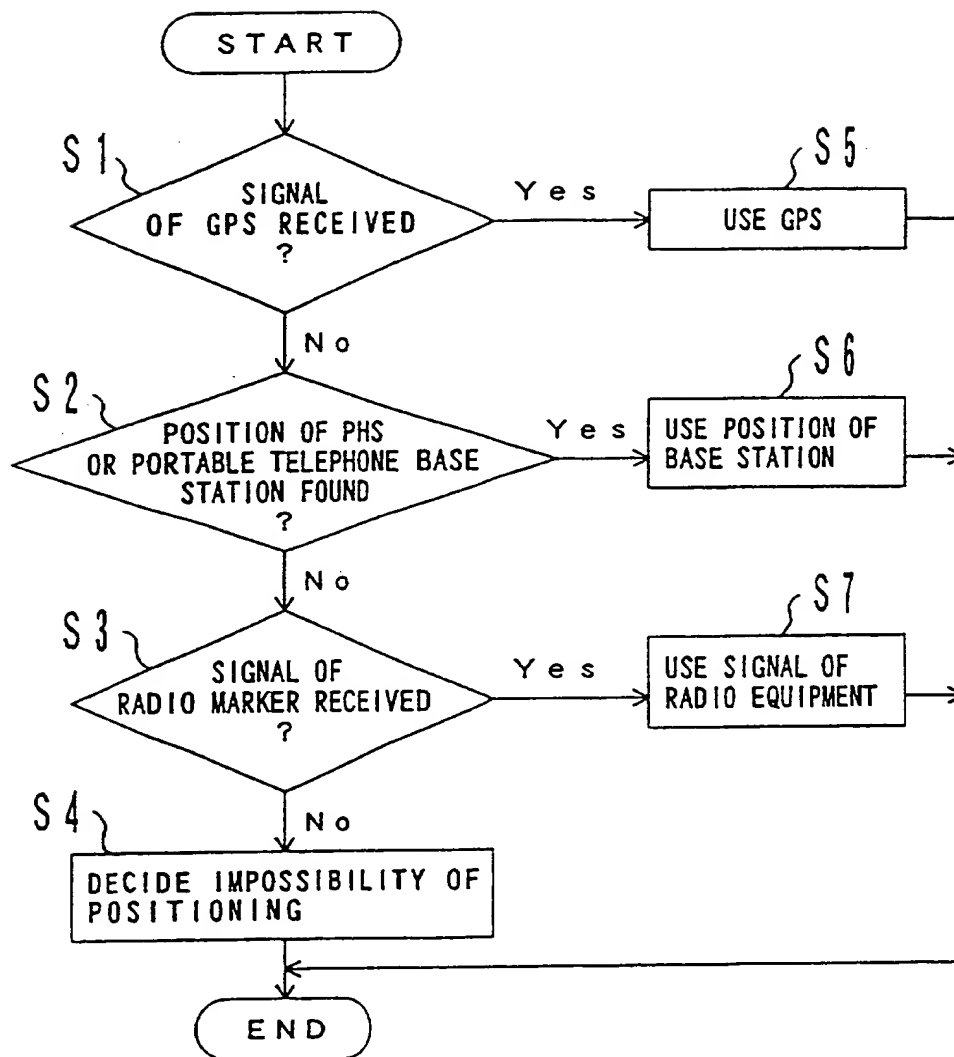 START
S1
SIGNAL
OF GPS RECEIVED
?
Yes
S5
USE GPS
No
S2
POSITION OF PHS
OR PORTABLE TELEPHONE BASE
STATION FOUND
?
Yes
S6
USE POSITION OF
BASE STATION
No
S3
SIGNAL OF
RADIO MARKER RECEIVED
?
Yes
S7
USE SIGNAL OF
RADIO EQUIPMENT
No
S4
DECIDE IMPOSSIBILITY OF
POSITIONING
END